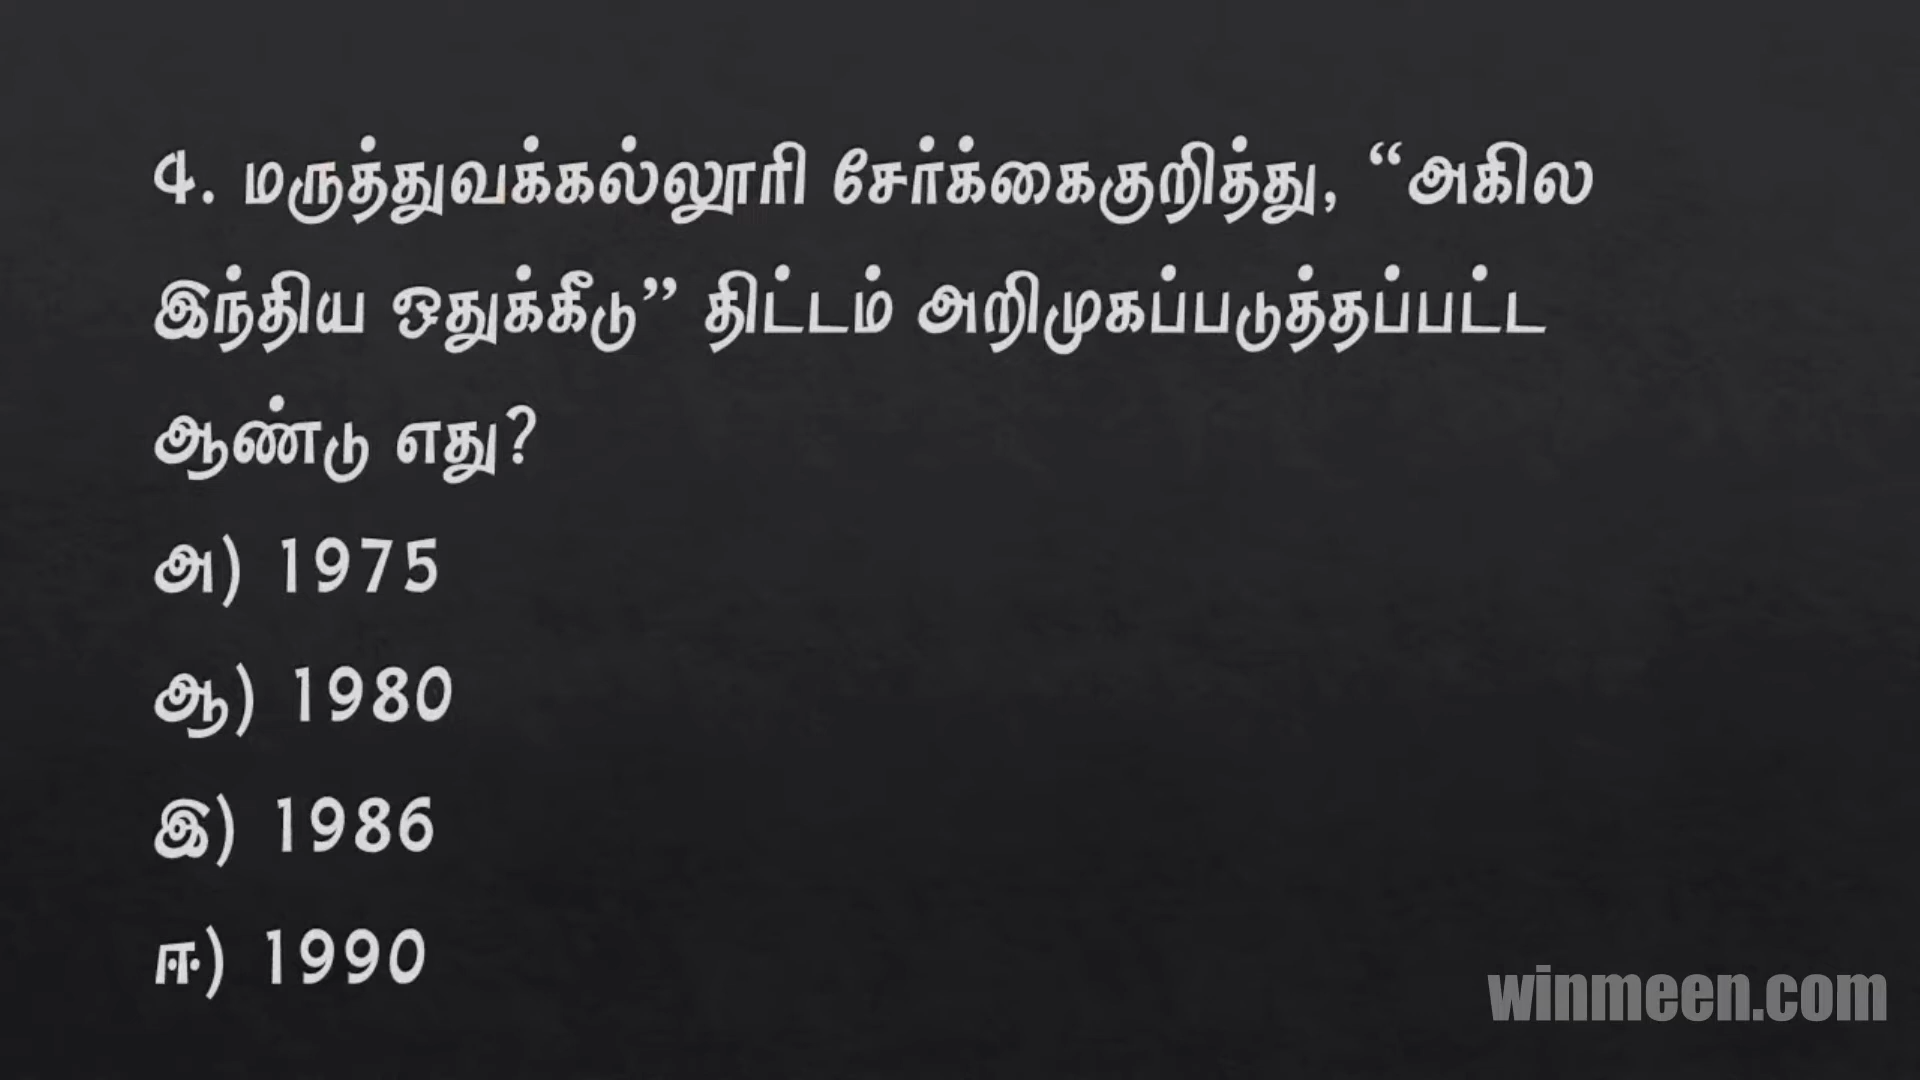 4. மருத்துவக்கல்லூரி சேர்க்கைகுறித்து, “அகில
இந்திய ஒதுக்கீடு” திட்டம் அறிமுகப்படுத்தப்பட்ட
ஆண்டு எது?
அ) 1975
ஆ) 1980
இ) 1986
ஈ) 1990
winmeen.com